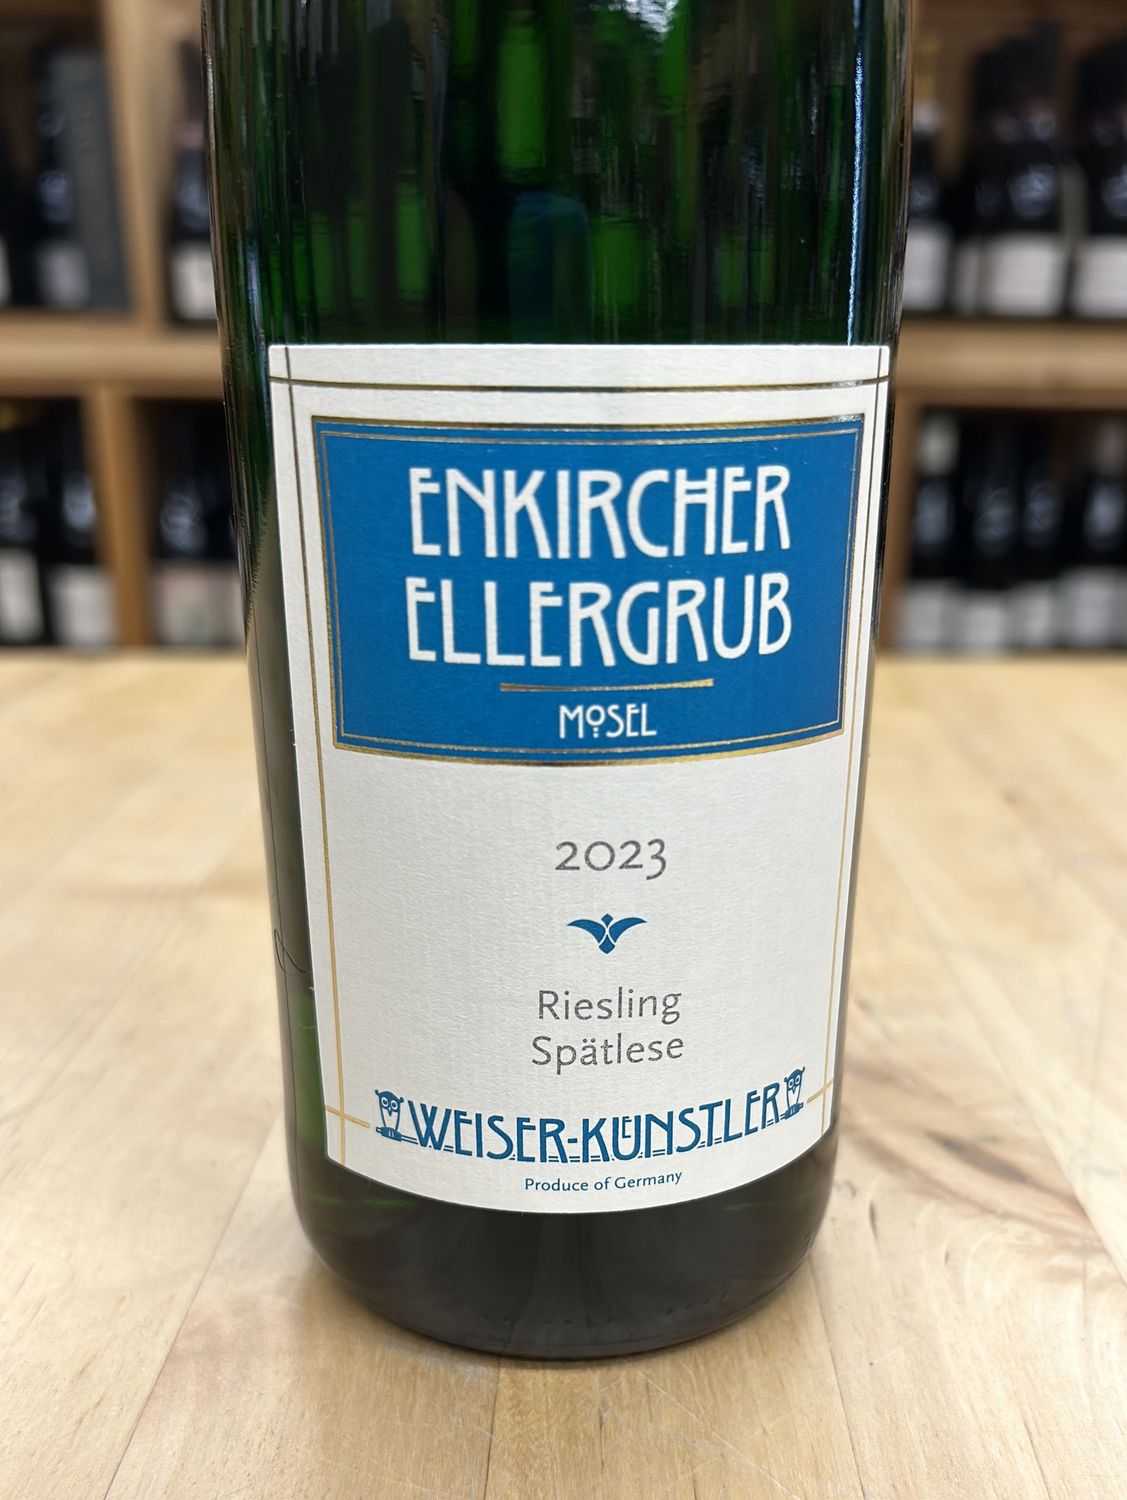 ENKIRCHER
ELLERGRUB
MOSEL
2023
Riesling
Spätlese
WEISER-KÜNSTLER
Produce of Germany